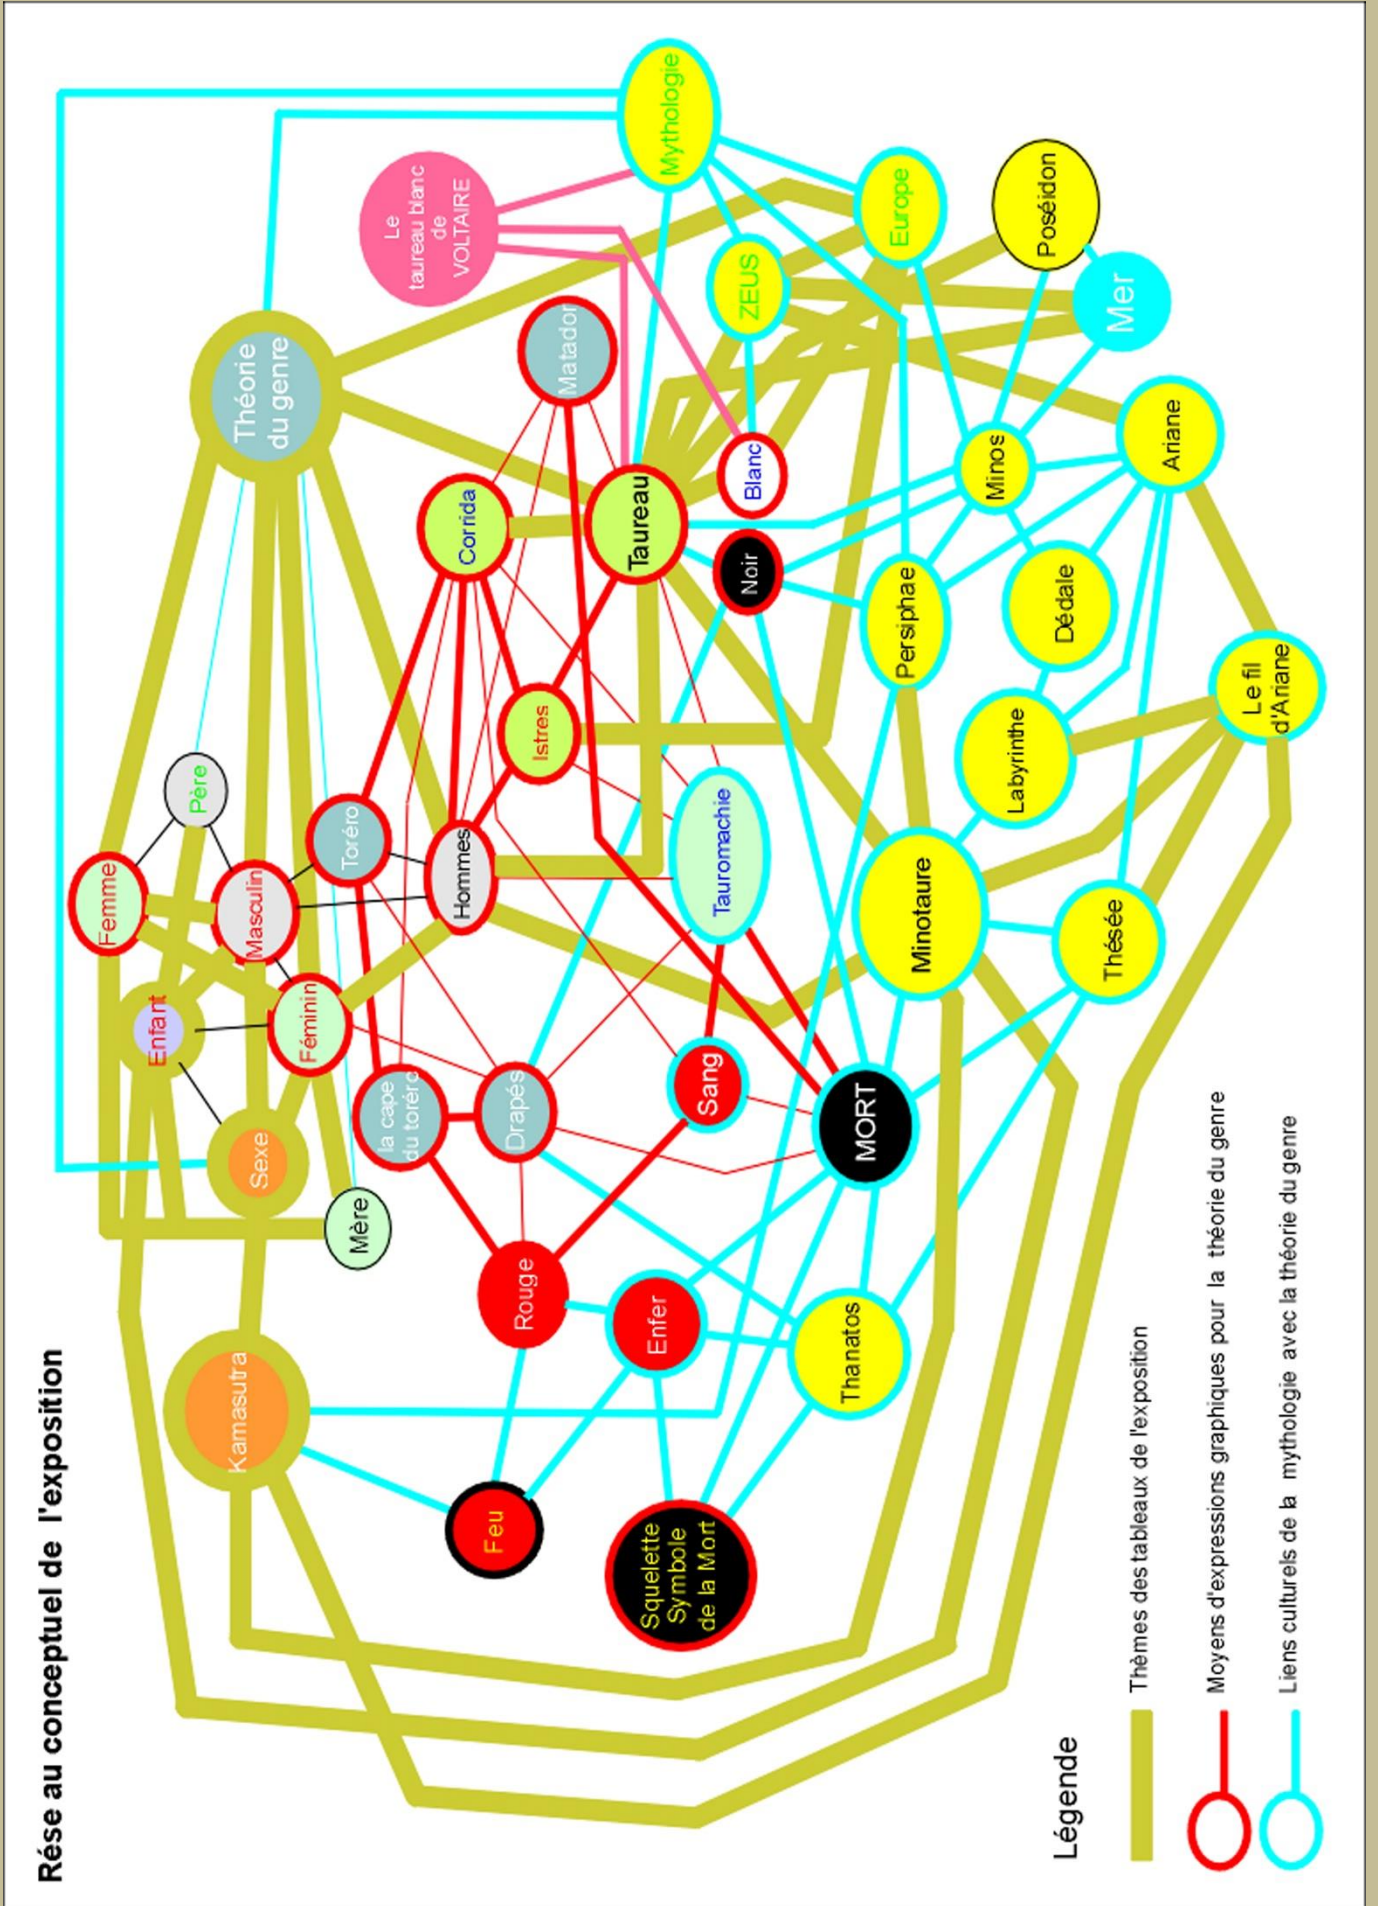 Rése au conceptuel de l'exposition
Kamasutra
Sexe
Mère
Enfant
Femme
Féminin
Masculin
Père
Théorie
du genre
Toréro
Hommes
la cape
du toréro
Drapés
Rouge
Feu
Enfer
Squelette
Symbole
de la Mort
Sang
MORT
Thanatos
Tauromachie
Istres
Corrida
Matador
Taureau
Le
taureau blanc
de
VOLTAIRE
Mythologie
ZEUS
Europe
Poséidon
Mer
Blanc
Noir
Minos
Ariane
Persiphae
Dédale
Labyrinthe
Le fil
d'Ariane
Minotaure
Thésée
Légende
Thèmes des tableaux de l'exposition
Moyens d'expressions graphiques pour la théorie du genre
Liens culturels de la mythologie avec la théorie du genre